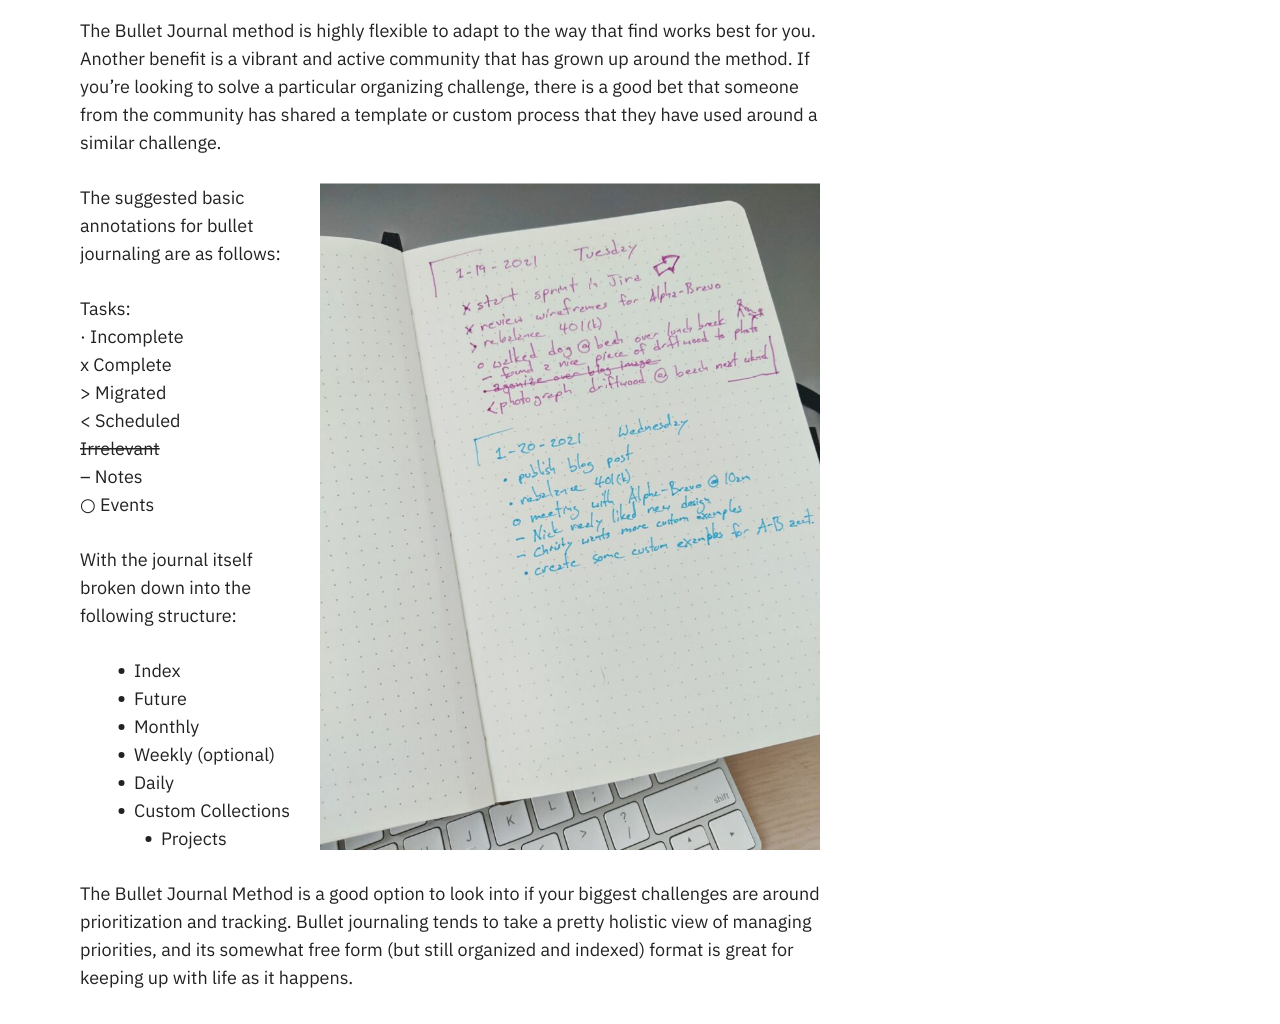 The Bullet Journal method is highly flexible to adapt to the way that find works best for you.
Another benefit is a vibrant and active community that has grown up around the method. If
you’re looking to solve a particular organizing challenge, there is a good bet that someone
from the community has shared a template or custom process that they have used around a
similar challenge.
The suggested basic
annotations for bullet
journaling are as follows:
Tasks:
· Incomplete
x Complete
> Migrated
< Scheduled
Irrelevant
– Notes
○ Events
With the journal itself
broken down into the
following structure:
• Index
• Future
• Monthly
• Weekly (optional)
• Daily
• Custom Collections
• Projects
1-19-2021 Tuesday
x start sprint in Jira
x review wireframes for Alpha-Bravo
> rebalance 401(k)
o walked dog @ beach over lunch break
– found a nice piece of driftwood to photo
• agonize over blog image
< photograph driftwood @ beach next wknd
1-20-2021 Wednesday
• publish blog post
• rebalance 401(k)
o meeting with Alpha-Bravo @ 10am
– Nick really liked new design
– Christy wants more custom examples
• create some custom examples for A-B acct.
L
;
shift
J
K
>
?
/
The Bullet Journal Method is a good option to look into if your biggest challenges are around
prioritization and tracking. Bullet journaling tends to take a pretty holistic view of managing
priorities, and its somewhat free form (but still organized and indexed) format is great for
keeping up with life as it happens.